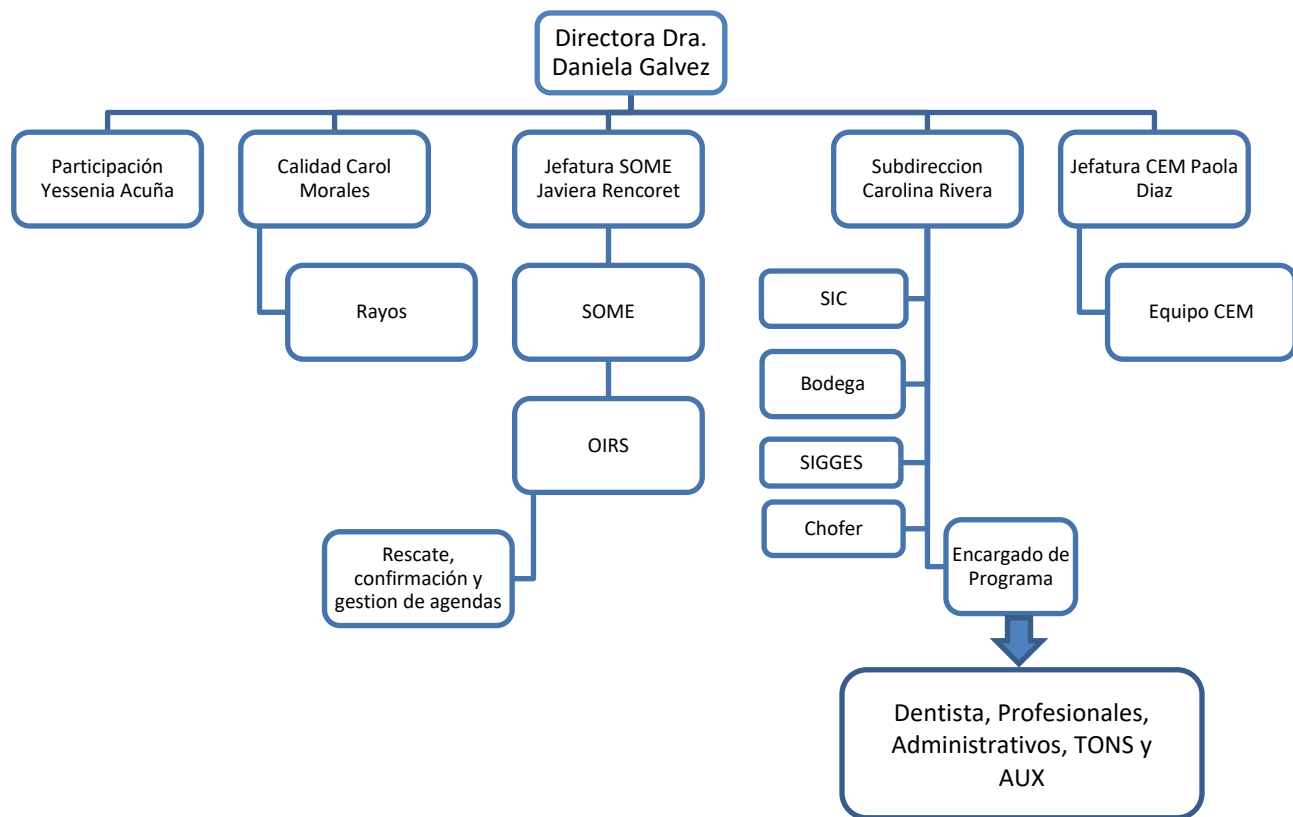 Directora Dra.
Daniela Galvez
Participación
Yessenia Acuña
Calidad Carol
Morales
Jefatura SOME
Javiera Rencoret
Subdireccion
Carolina Rivera
Jefatura CEM Paola
Diaz
Rayos
SOME
SIC
Equipo CEM
Bodega
OIRS
SIGGES
Chofer
Rescate,
confirmación y
gestion de agendas
Encargado de
Programa
Dentista, Profesionales,
Administrativos, TONS y
AUX